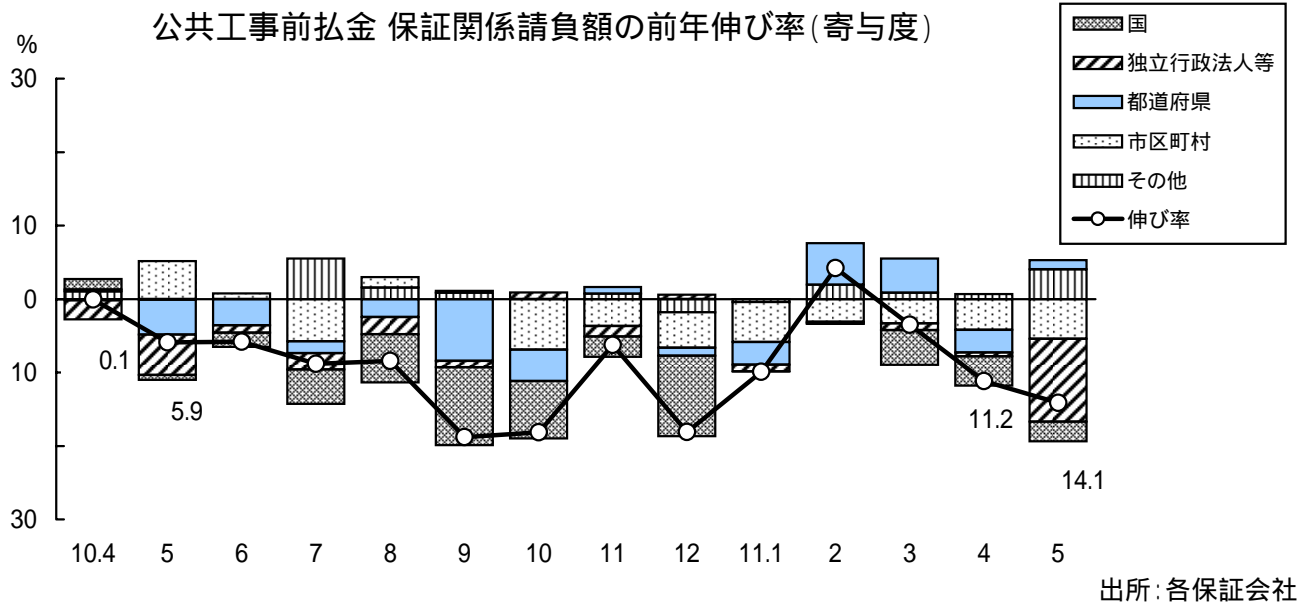 公共工事前払金 保証関係請負額の前年伸び率(寄与度)
%
国
独立行政法人等
都道府県
市区町村
その他
伸び率
30
10
0
10
30
0.1
5.9
11.2
14.1
10.4 5 6 7 8 9 10 11 12 11.1 2 3 4 5
出所:各保証会社